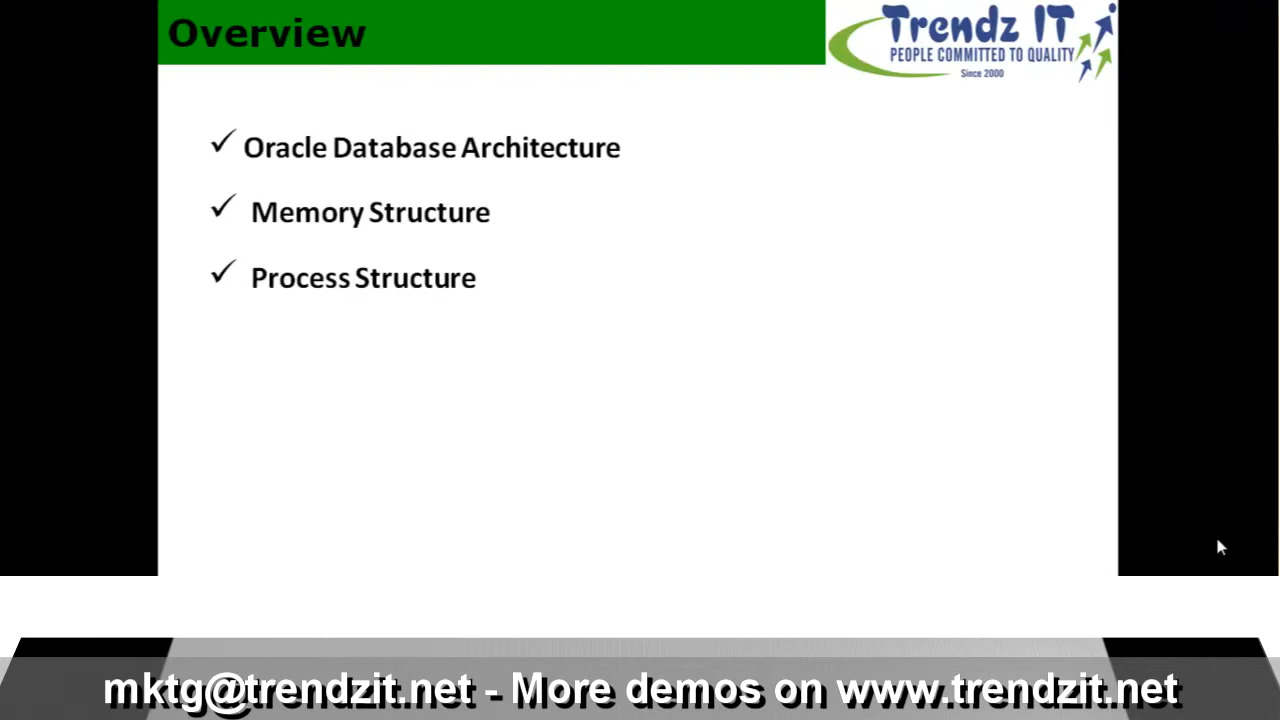 Overview
Trendz IT
PEOPLE COMMITTED TO QUALITY
Since 2000
✓ Oracle Database Architecture
✓ Memory Structure
✓ Process Structure
mktg@trendzit.net - More demos on www.trendzit.net